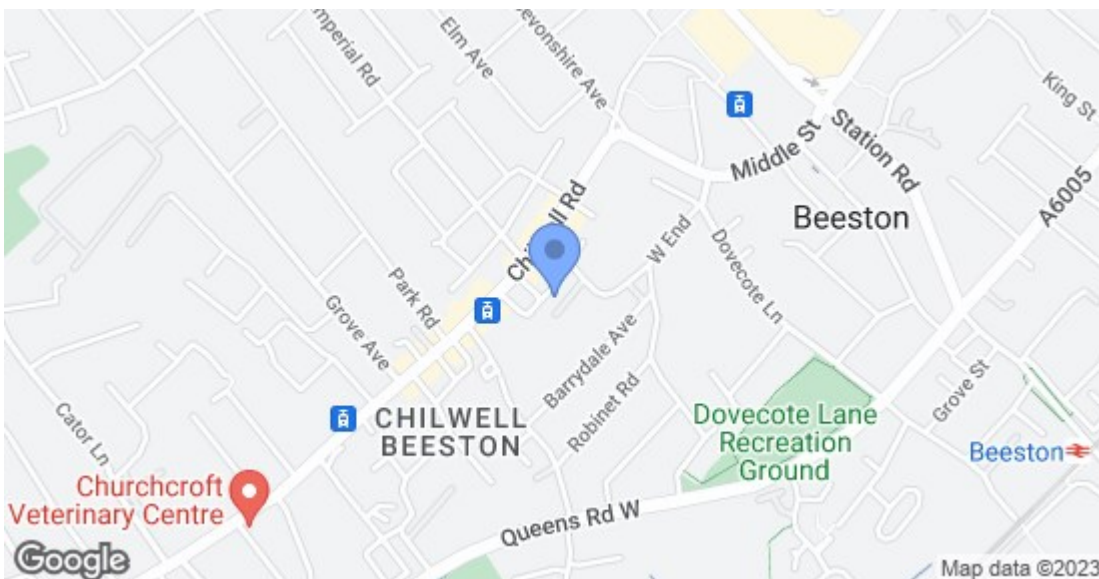 Imperial Rd
Elm Ave
Devonshire Ave
King St
Middle St
Station Rd
A6005
Chilwell Rd
Beeston
W End
Dovecote Ln
Park Rd
Grove Ave
Barrydale Ave
Robinet Rd
Grove St
Cator Ln
CHILWELL
BEESTON
Dovecote Lane
Recreation
Ground
Beeston
Churchcroft
Veterinary Centre
Queens Rd W
Google
Map data ©2023